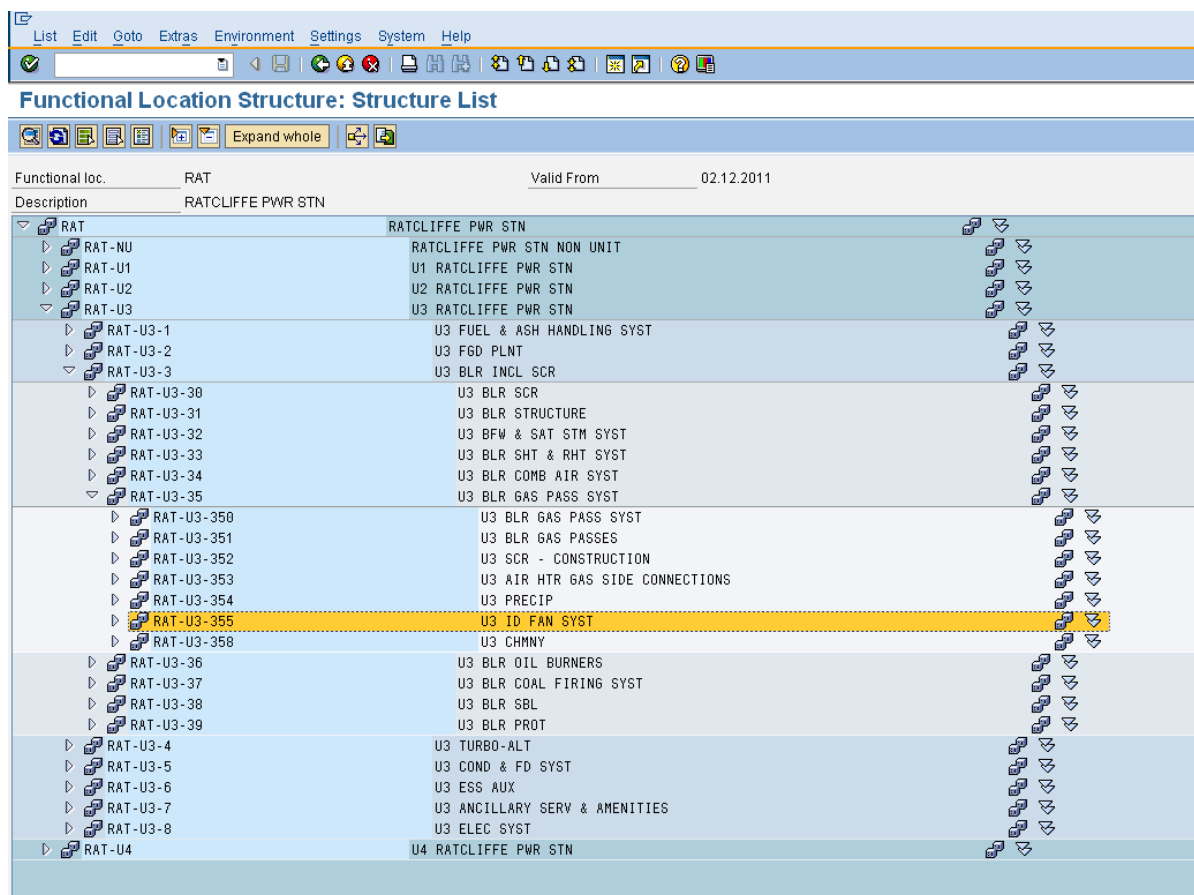 List Edit Goto Extras Environment Settings System Help
Functional Location Structure: Structure List
Expand whole
Functional loc. RAT Valid From 02.12.2011
Description RATCLIFFE PWR STN
RAT RATCLIFFE PWR STN
RAT-NU RATCLIFFE PWR STN NON UNIT
RAT-U1 U1 RATCLIFFE PWR STN
RAT-U2 U2 RATCLIFFE PWR STN
RAT-U3 U3 RATCLIFFE PWR STN
RAT-U3-1 U3 FUEL & ASH HANDLING SYST
RAT-U3-2 U3 FGD PLNT
RAT-U3-3 U3 BLR INCL SCR
RAT-U3-30 U3 BLR SCR
RAT-U3-31 U3 BLR STRUCTURE
RAT-U3-32 U3 BFW & SAT STM SYST
RAT-U3-33 U3 BLR SHT & RHT SYST
RAT-U3-34 U3 BLR COMB AIR SYST
RAT-U3-35 U3 BLR GAS PASS SYST
RAT-U3-350 U3 BLR GAS PASS SYST
RAT-U3-351 U3 BLR GAS PASSES
RAT-U3-352 U3 SCR - CONSTRUCTION
RAT-U3-353 U3 AIR HTR GAS SIDE CONNECTIONS
RAT-U3-354 U3 PRECIP
RAT-U3-355 U3 ID FAN SYST
RAT-U3-358 U3 CHMNY
RAT-U3-36 U3 BLR OIL BURNERS
RAT-U3-37 U3 BLR COAL FIRING SYST
RAT-U3-38 U3 BLR SBL
RAT-U3-39 U3 BLR PROT
RAT-U3-4 U3 TURBO-ALT
RAT-U3-5 U3 COND & FD SYST
RAT-U3-6 U3 ESS AUX
RAT-U3-7 U3 ANCILLARY SERV & AMENITIES
RAT-U3-8 U3 ELEC SYST
RAT-U4 U4 RATCLIFFE PWR STN